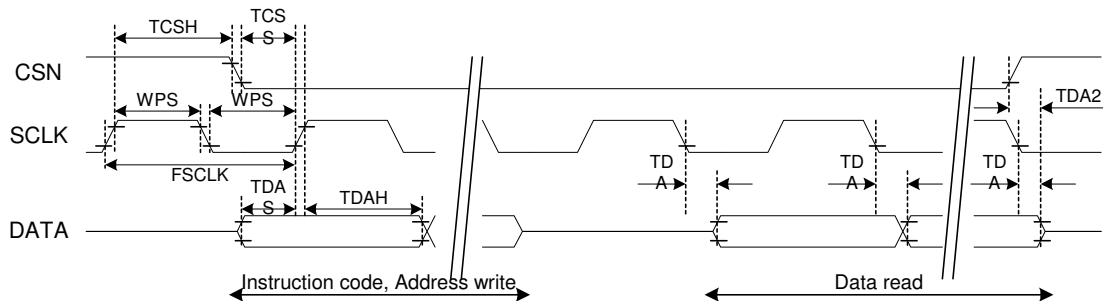 TCSH
TCS
S
CSN
WPS
WPS
TDA2
SCLK
FSCLK
TD
A
TD
A
TD
A
TDA
S
TDAH
DATA
Instruction code, Address write
Data read